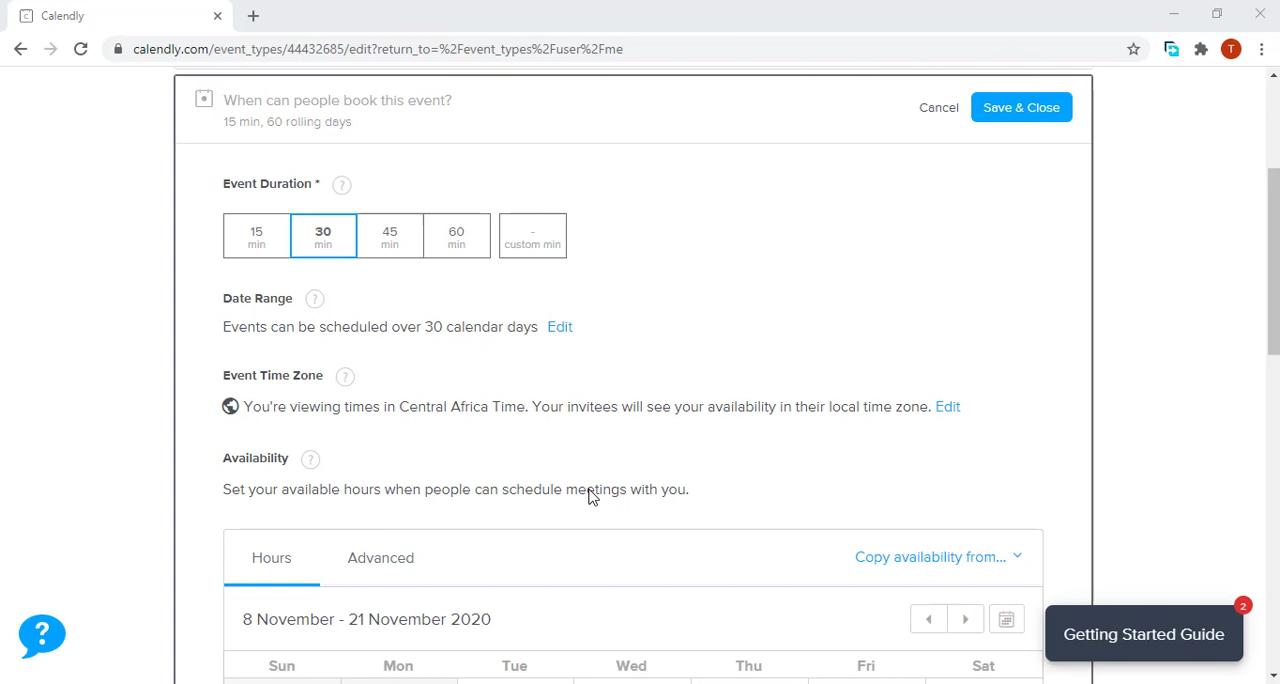 Calendly
calendly.com/event_types/44432685/edit?return_to=%2Fevent_types%2Fuser%2Fme
T
When can people book this event?
15 min, 60 rolling days
Cancel
Save & Close
Event Duration * ?
15 30 45 60 -
min min min min custom min
Date Range ?
Events can be scheduled over 30 calendar days Edit
Event Time Zone ?
You're viewing times in Central Africa Time. Your invitees will see your availability in their local time zone. Edit
Availability ?
Set your available hours when people can schedule meetings with you.
Hours Advanced Copy availability from...
8 November - 21 November 2020
Sun Mon Tue Wed Thu Fri Sat
?
2
Getting Started Guide